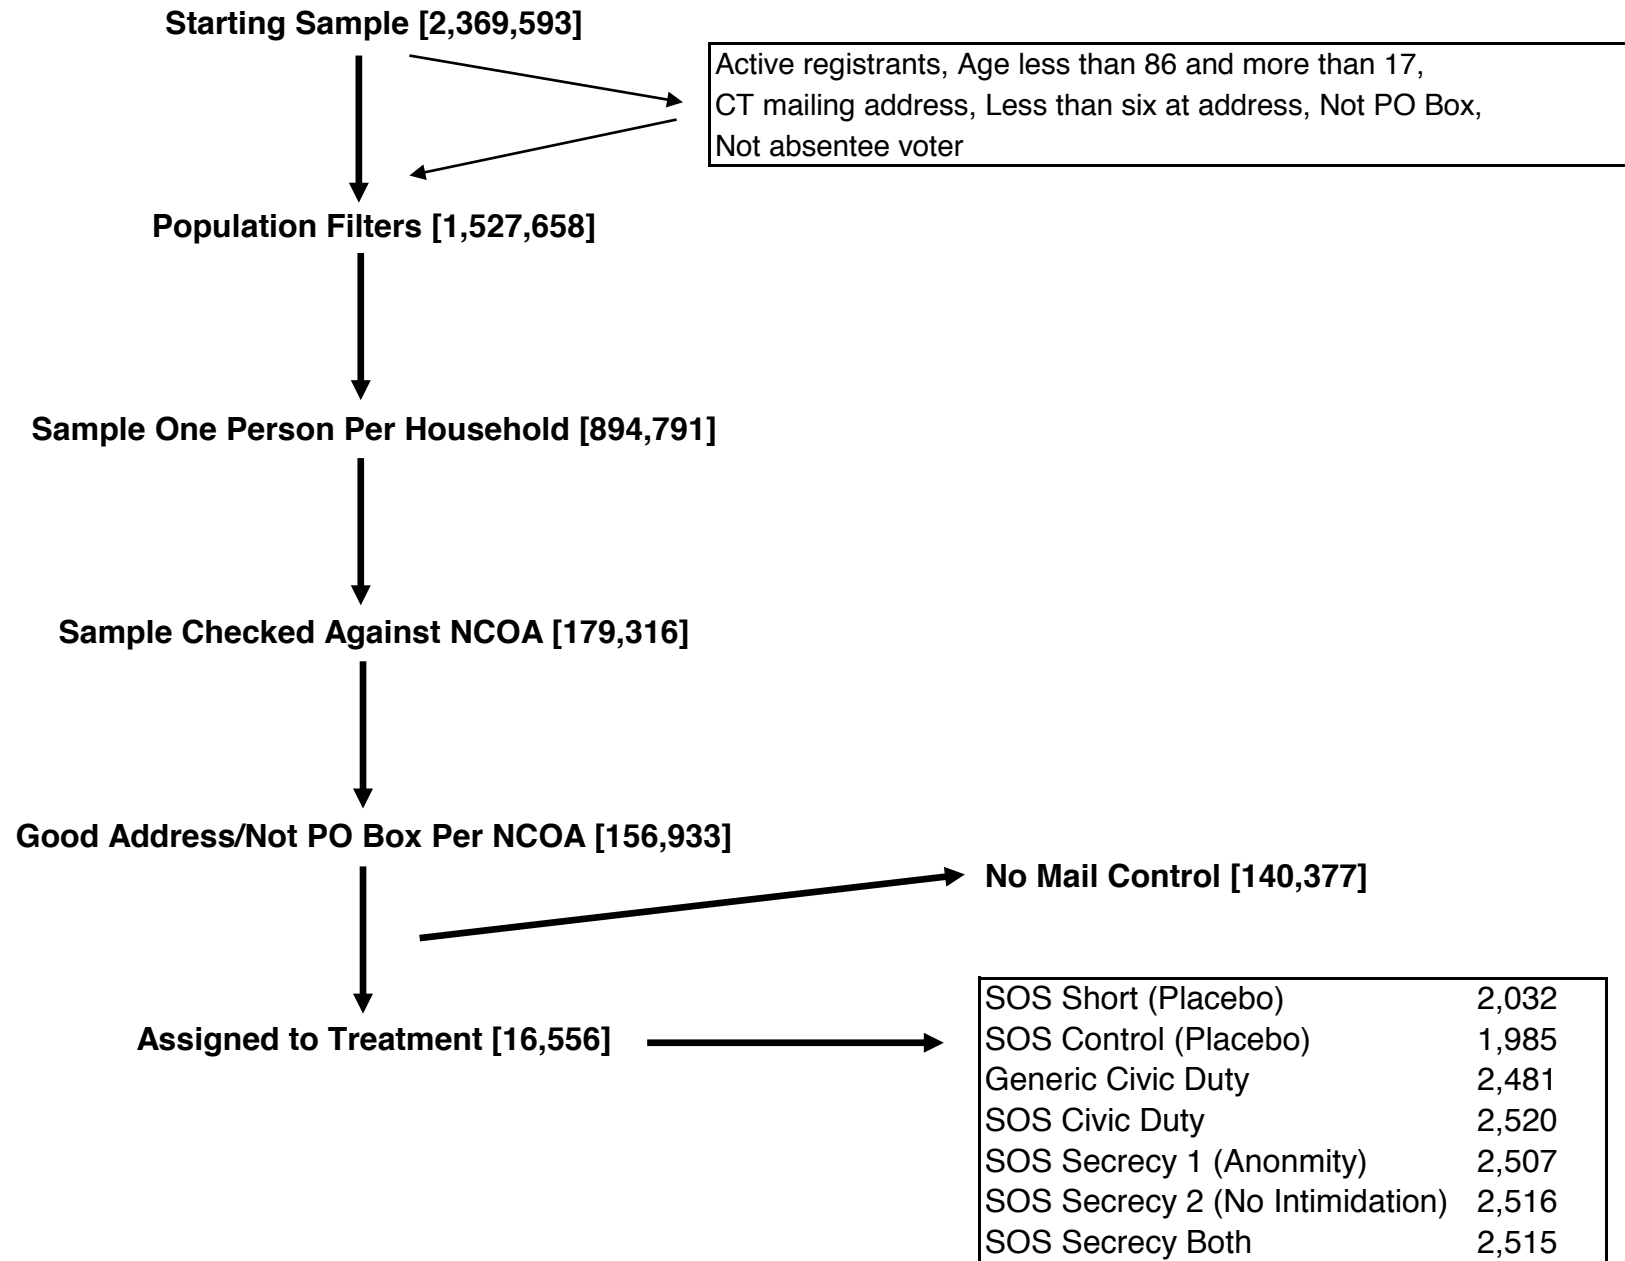 Starting Sample [2,369,593]
Active registrants, Age less than 86 and more than 17,
CT mailing address, Less than six at address, Not PO Box,
Not absentee voter
Population Filters [1,527,658]
Sample One Person Per Household [894,791]
Sample Checked Against NCOA [179,316]
Good Address/Not PO Box Per NCOA [156,933]
No Mail Control [140,377]
Assigned to Treatment [16,556]
SOS Short (Placebo) 2,032
SOS Control (Placebo) 1,985
Generic Civic Duty 2,481
SOS Civic Duty 2,520
SOS Secrecy 1 (Anonmity) 2,507
SOS Secrecy 2 (No Intimidation) 2,516
SOS Secrecy Both 2,515